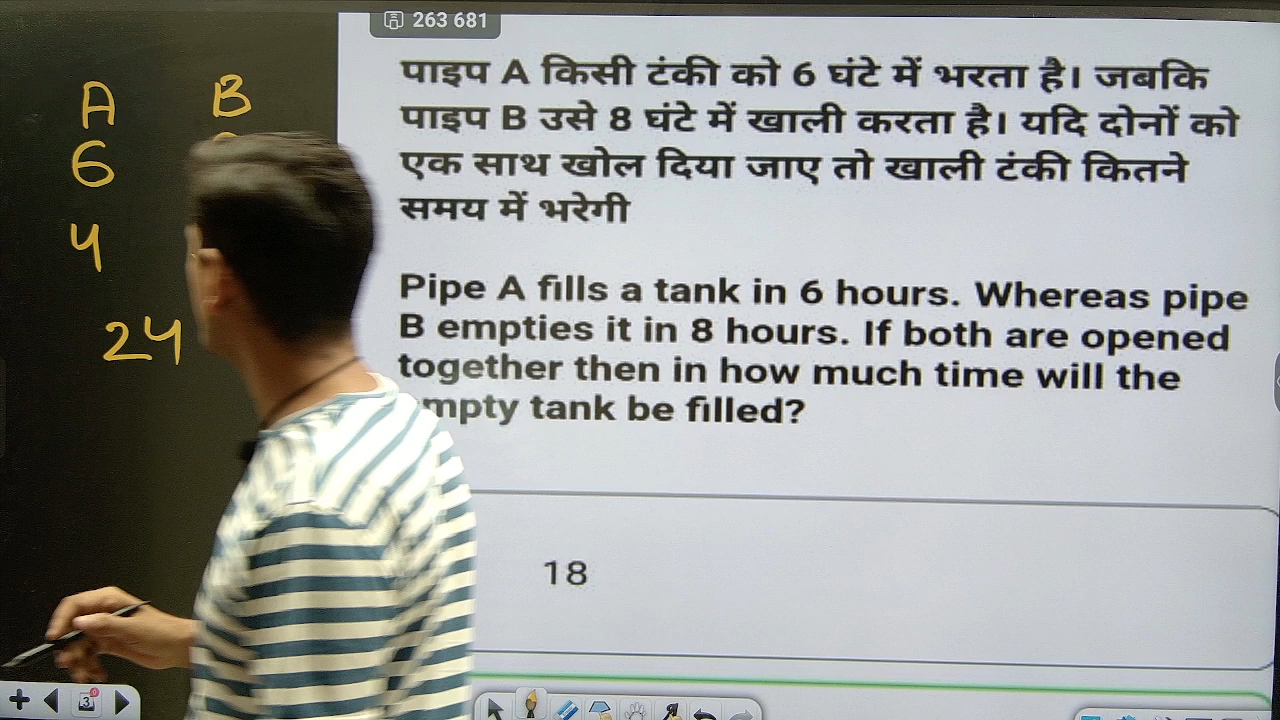 263 681
A B
6
4
24
पाइप A किसी टंकी को 6 घंटे में भरता है। जबकि
पाइप B उसे 8 घंटे में खाली करता है। यदि दोनों को
एक साथ खोल दिया जाए तो खाली टंकी कितने
समय में भरेगी
Pipe A fills a tank in 6 hours. Whereas pipe
B empties it in 8 hours. If both are opened
together then in how much time will the
mpty tank be filled?
18
3